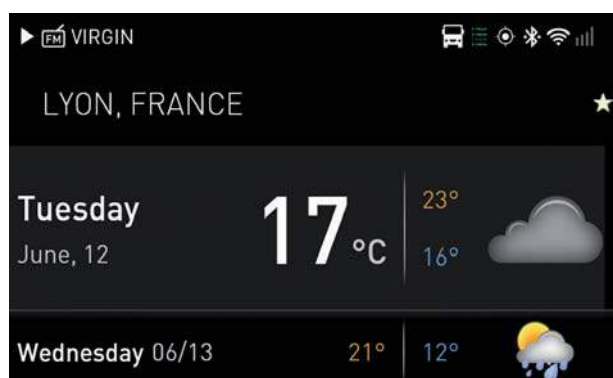 FM VIRGIN
LYON, FRANCE
Tuesday
June, 12
17°C
23°
16°
Wednesday 06/13 21° 12°